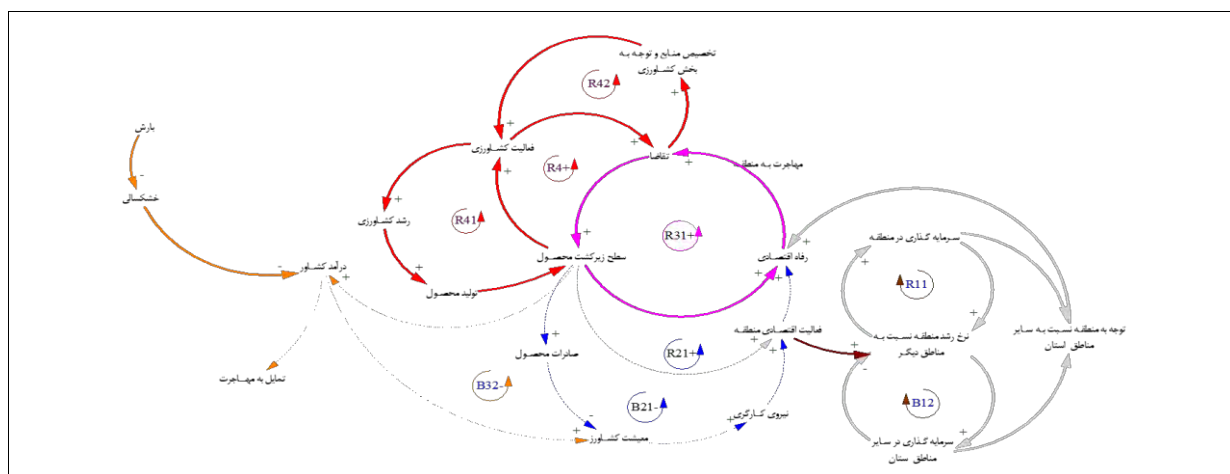 تخصیص منابع و توجه به
بخش کشاورزی
R42
بارش
-
+
+
+
فعالیت کشاورزی
تقاضا
+
مهاجرت به منطقه
+
R4+
-
خشکسالی
+
رشد کشاورزی
R41
R31+
+
سطح زیرکشت محصول
رفاه اقتصادی
+
سرمایه گذاری در منطقه
+
-
درآمد کشاور
+
تولید محصول
+
+
+
R11
+
فعالیت اقتصادی منطقه
نرخ رشد منطقه نسبت به
مناطق دیگر
توجه به منطقه نسبت به سایر
مناطق استان
+
صادرات محصول
R21+
+
+
+
-
تمایل به مهاجرت
B32-
B21-
B12
نیروی کارگری
+
-
+
معیشت کشاورز
+
سرمایه گذاری در سایر
مناطق ستان